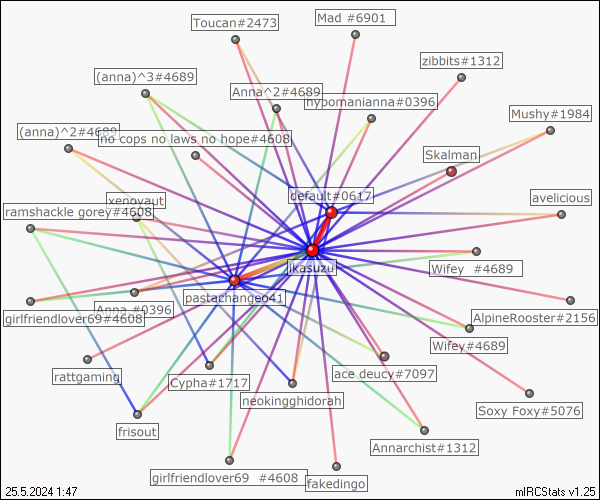 Mad #6901
Toucan#2473
zibbits#1312
(anna)^3#4689
Anna^2#4689
hypomanianna#0396
Mushy#1984
(anna)^2#4689
no cops no laws no hope#4608
Skalman
default#0617
xenovaut
avelicious
ramshackle gorey#4608
jkasuzu
Wifey #4689
pastachangeo41
Anna #0396
girlfriendlover69#4608
AlpineRooster#2156
Wifey#4689
rattgaming
Cypha#1717
ace deucy#7097
neokingghidorah
Soxy Foxy#5076
frisout
Annarchist#1312
girlfriendlover69 #4608
fakedingo
25.5.2024 1:47
mIRCStats v1.25